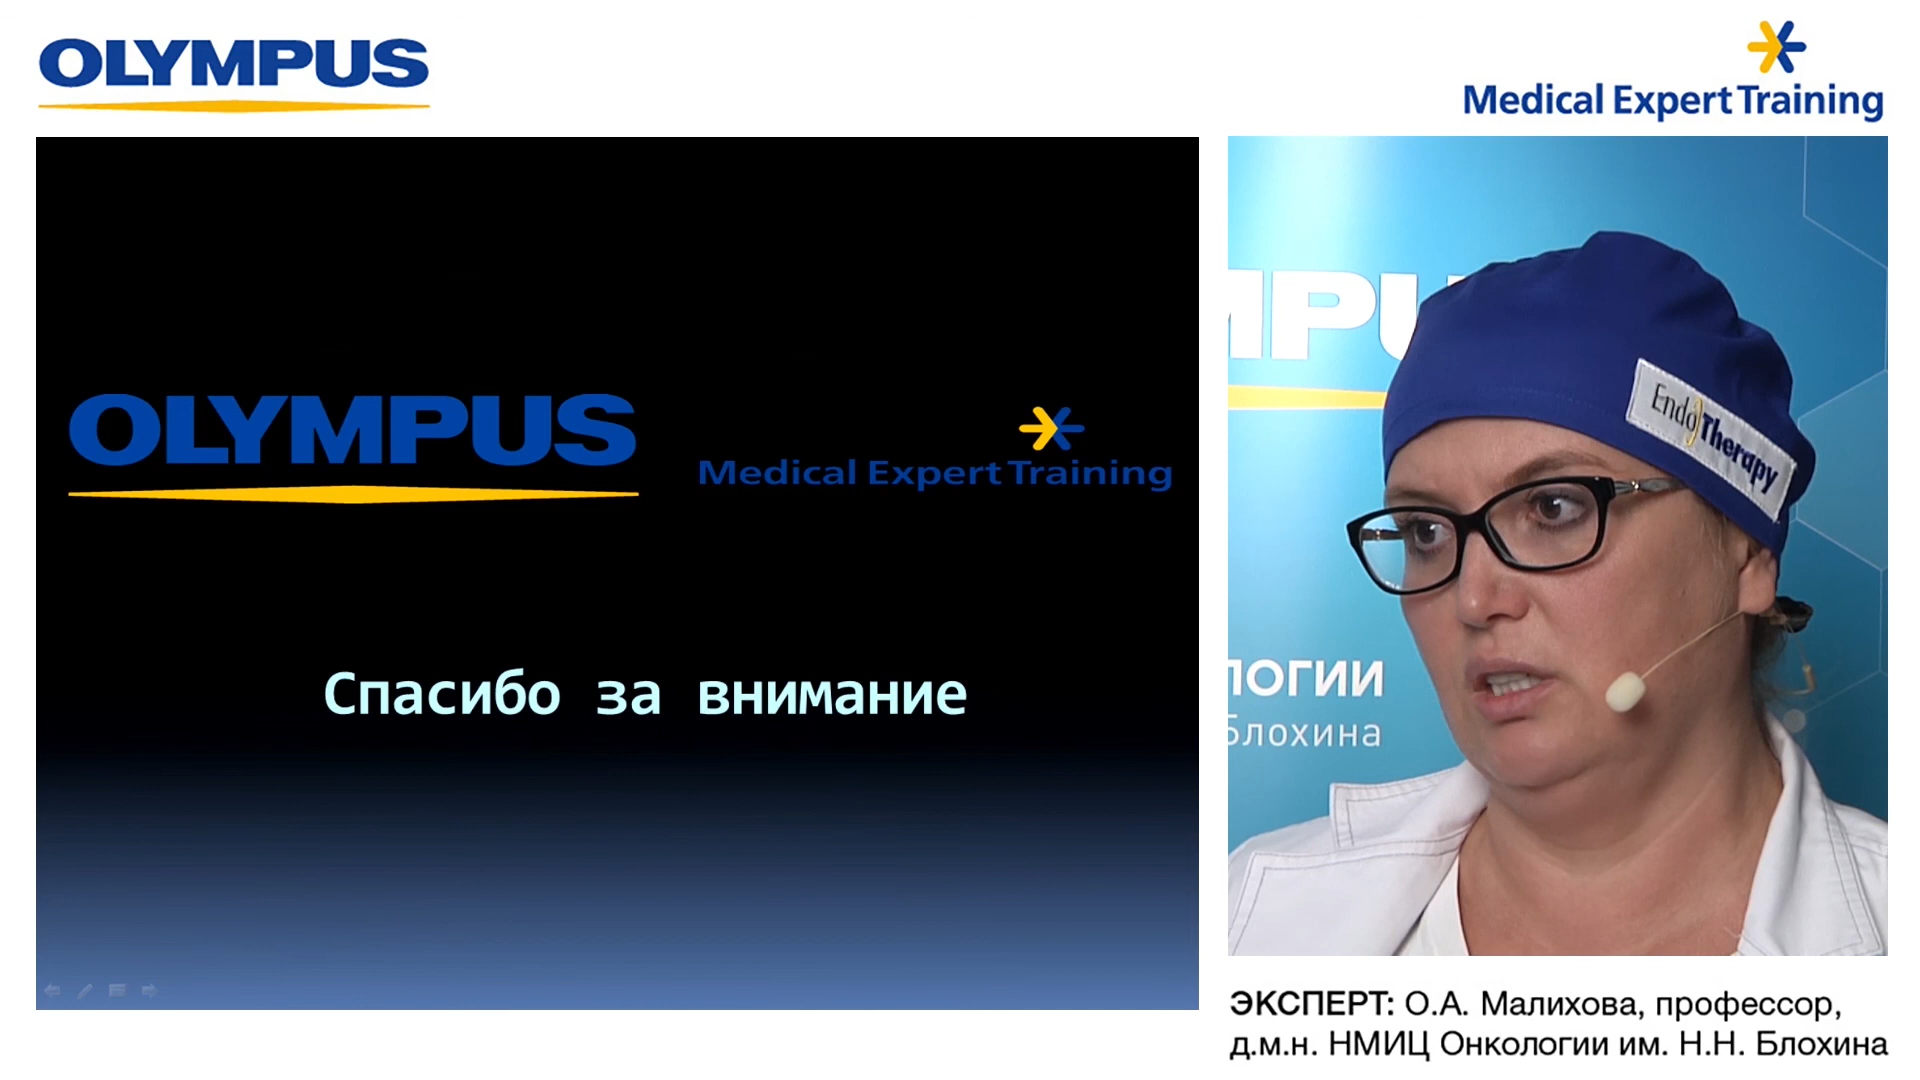 OLYMPUS
Medical Expert Training
OLYMPUS
Medical Expert Training
Спасибо за внимание
MPU
EndoTherapy
ЛОГИИ
Блохина
ЭКСПЕРТ: О.А. Малихова, профессор,
д.м.н. НМИЦ Онкологии им. Н.Н. Блохина